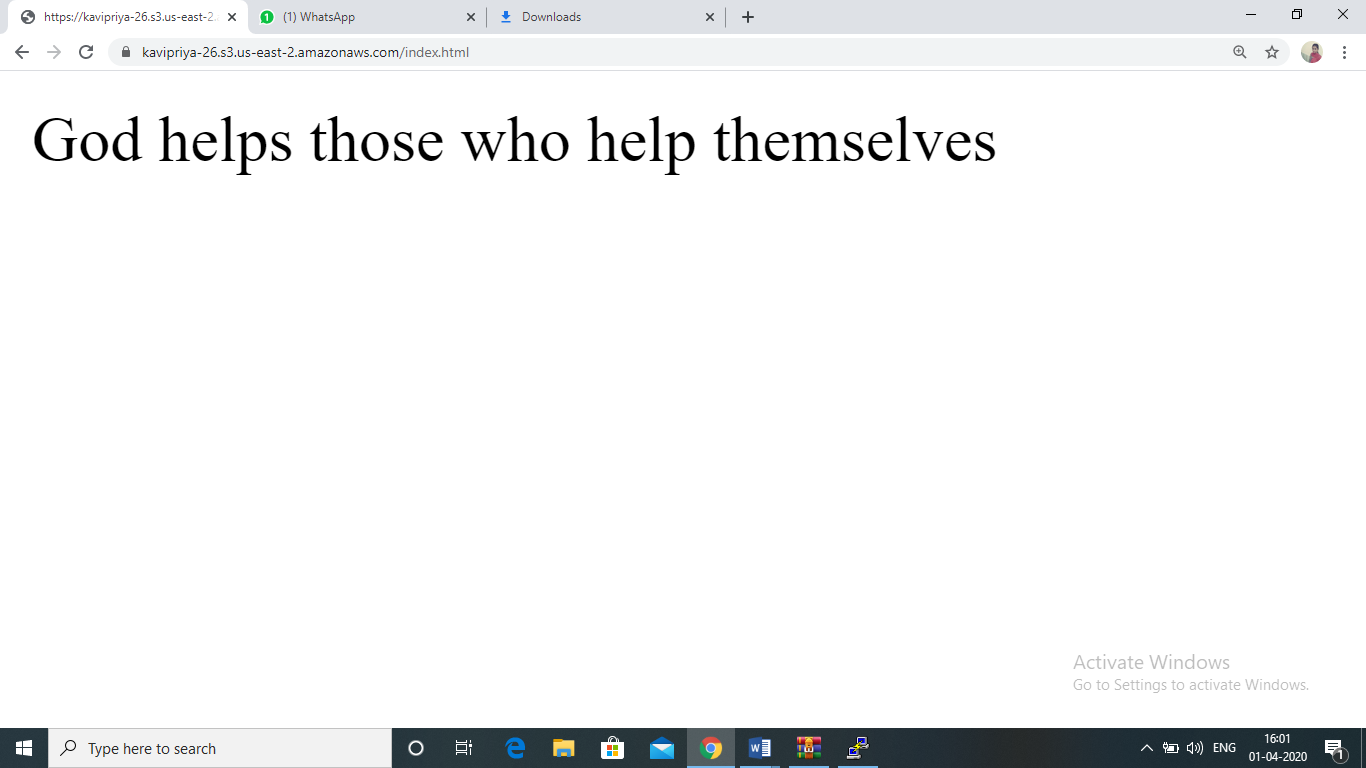 https://kavipriya-26.s3.us-east-2.
1 (1) WhatsApp
Downloads
kavipriya-26.s3.us-east-2.amazonaws.com/index.html
God helps those who help themselves
Activate Windows
Go to Settings to activate Windows.
Type here to search
ENG
16:01
01-04-2020
1